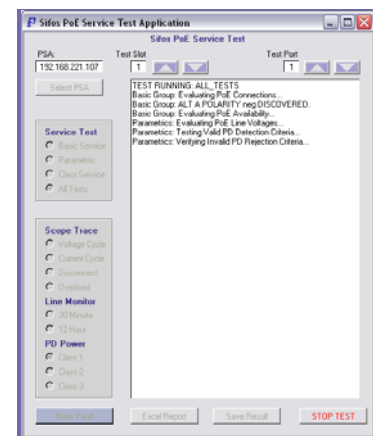 Sifos PoE Service Test Application
Sifos PoE Service Test
PSA:
Test Slot
Test Port
192.168.221.107
1
1
Select PSA
TEST RUNNING: ALL_TESTS
Basic Group: Evaluating PoE Connections...
Basic Group: ALT A POLARITY neg DISCOVERED.
Basic Group: Evaluating PoE Availability...
Parametrics: Evaluating PoE Line Voltages...
Parametrics: Testing Valid PD Detection Criteria...
Parametrics: Verifying Invalid PD Rejection Criteria...
Service Test
Basic Service
Parametric
Class Service
All Tests
Scope Trace
Voltage Cycle
Current Cycle
Disconnect
Overload
Line Monitor
30 Minute
12 Hour
PD Power
Class 1
Class 2
Class 3
Run Test
Excel Report
Save Result
STOP TEST